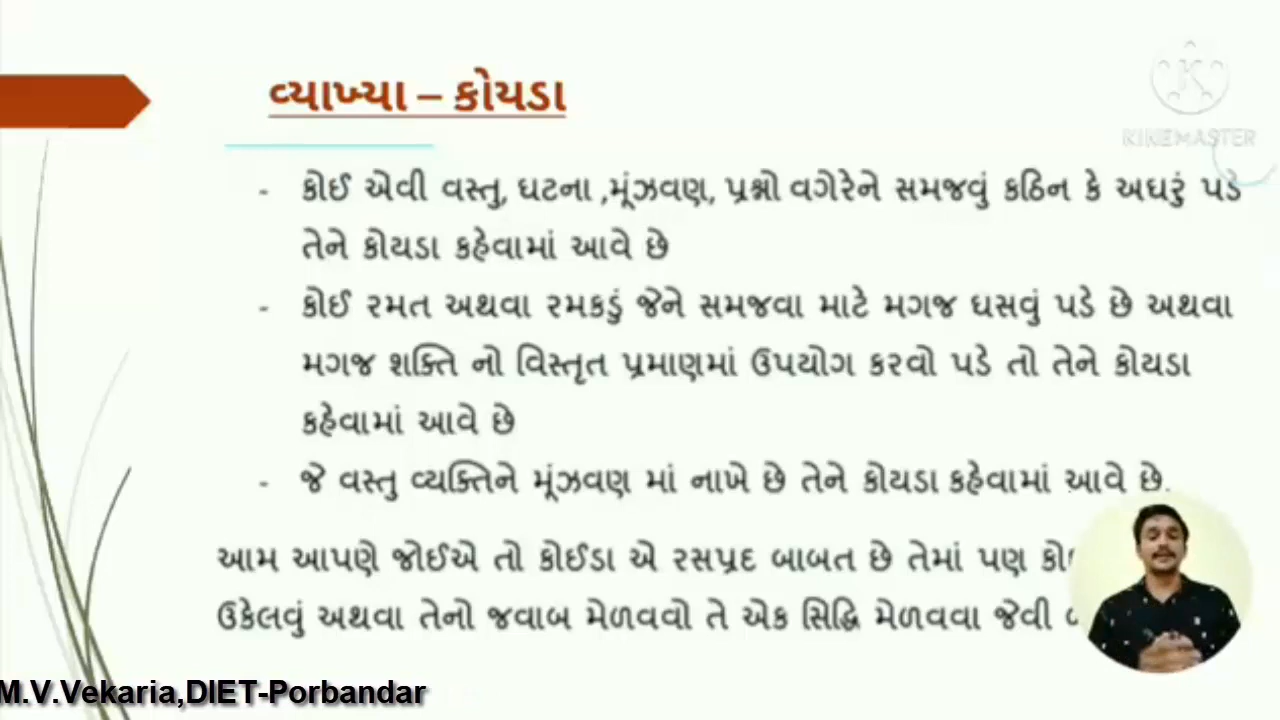 વ્યાખ્યા – કોયડા
KINEMASTER
- કોઈ એવી વસ્તુ, ઘટના ,મૂંઝવણ, પ્રશ્નો વગેરેને સમજવું કઠિન કે અઘરું પડે
તેને કોયડા કહેવામાં આવે છે
- કોઈ રમત અથવા રમકડું જેને સમજવા માટે મગજ ઘસવું પડે છે અથવા
મગજ શક્તિ નો વિસ્તૃત પ્રમાણમાં ઉપયોગ કરવો પડે તો તેને કોયડા
કહેવામાં આવે છે
- જે વસ્તુ વ્યક્તિને મૂંઝવણ માં નાખે છે તેને કોયડા કહેવામાં આવે છે.
આમ આપણે જોઈએ તો કોઈડા એ રસપ્રદ બાબત છે તેમાં પણ
ઉકેલવું અથવા તેનો જવાબ મેળવવો તે એક સિદ્ધિ મેળવવા જેવી
M.V.Vekaria,DIET-Porbandar